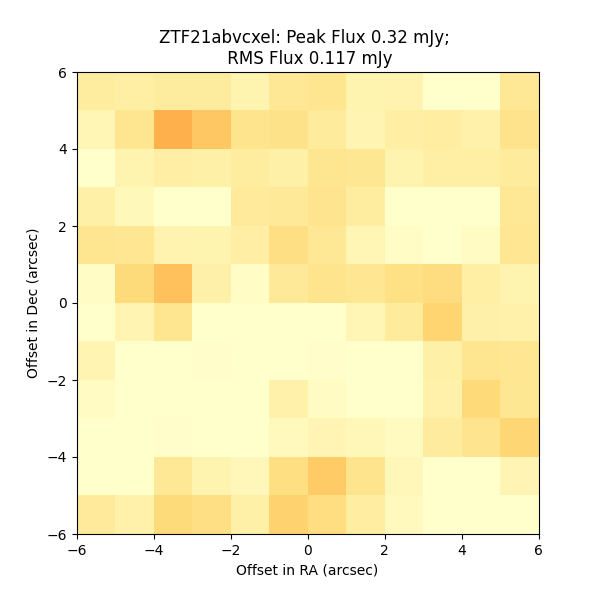 ZTF21abvcxel: Peak Flux 0.32 mJy;
RMS Flux 0.117 mJy
6
4
2
0
−2
−4
−6
Offset in Dec (arcsec)
−6 −4 −2 0 2 4 6
Offset in RA (arcsec)